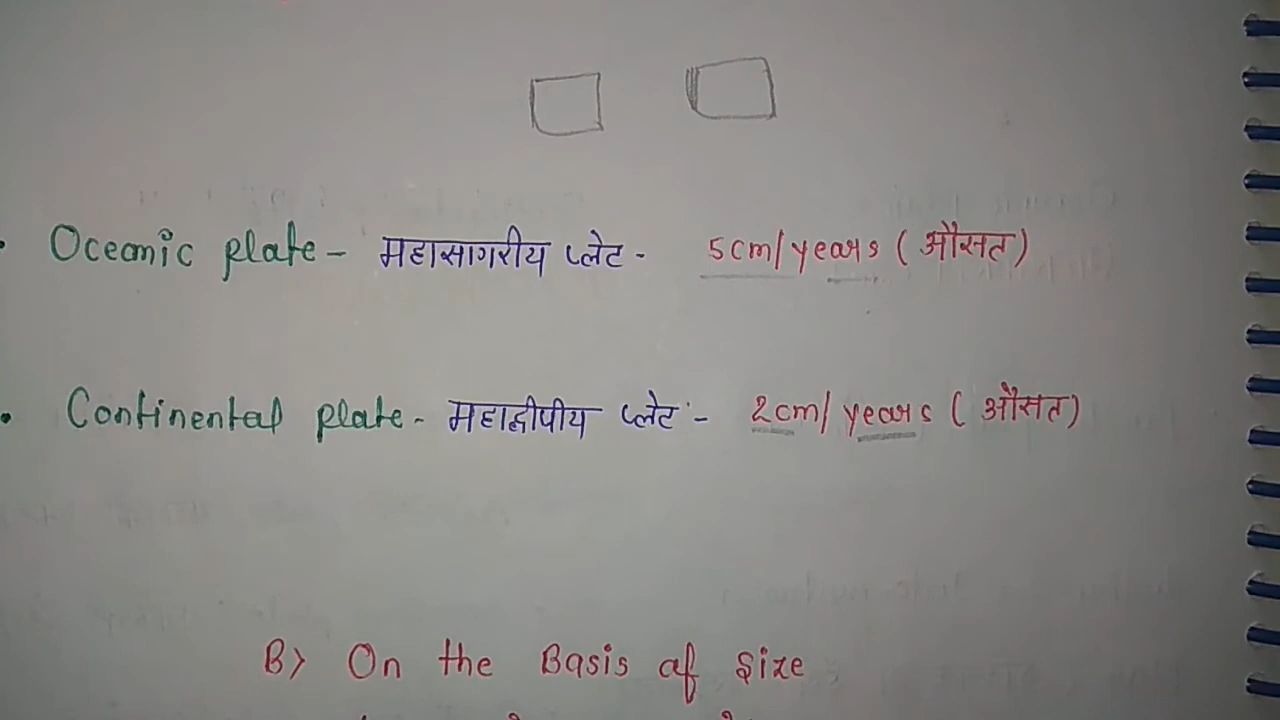 Oceanic plate - महासागरीय प्लेट - 5cm/years (औसत)
Continental plate - महाद्वीपीय प्लेट - 2cm/years (औसत)
B) On the Basis of Size